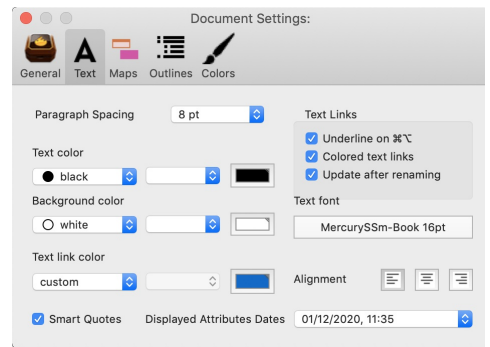 Document Settings:
General Text Maps Outlines Colors
Paragraph Spacing 8 pt
Text Links
Underline on ⌘⌥
Colored text links
Update after renaming
Text color
black
Background color
white
Text font
MercurySSm-Book 16pt
Text link color
custom
Alignment
Smart Quotes Displayed Attributes Dates 01/12/2020, 11:35